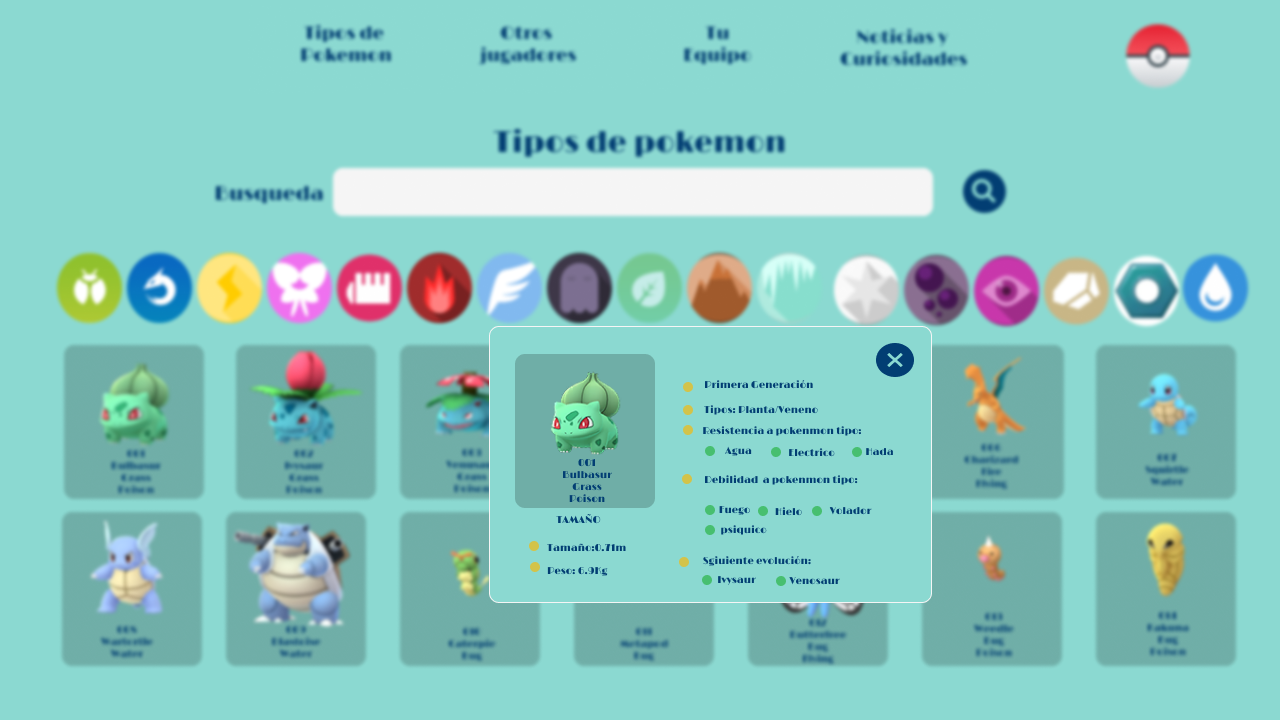 Tipos de
Pokemon
Otros
jugadores
Tu
Equipo
Noticias y
Curiosidades
Tipos de pokemon
Busqueda
001
Bulbasur
Grass
Poison
002
Ivysaur
Grass
Poison
003
Grass
006
Charizard
Fire
Flying
007
Squirtle
Water
001
Bulbasur
Grass
Poison
TAMAÑO
Tamaño:0.71m
Peso: 6.9Kg
Primera Generación
Tipos: Planta/Veneno
Resistencia a pokenmon tipo:
Agua
Electrico
Hada
Debilidad a pokenmon tipo:
Fuego
Hielo
Volador
psiquico
Sgiuiente evolución:
Ivysaur
Venosaur
008
Wartortle
Water
009
Blastoise
Water
010
Caterpie
Bug
011
Metapod
Bug
012
Butterfree
Bug
Flying
013
Weedle
Bug
Poison
014
Kakuna
Bug
Poison